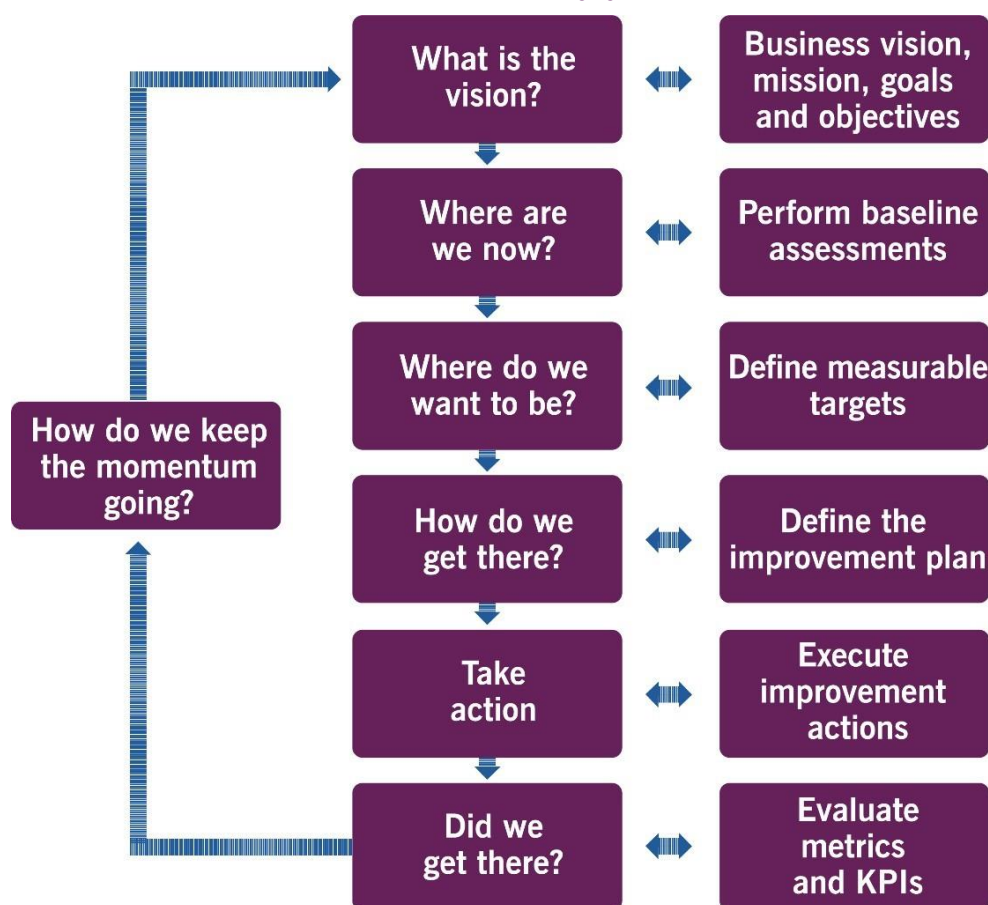 What is the
vision?
Business vision,
mission, goals
and objectives
Where are
we now?
Perform baseline
assessments
Where do we
want to be?
Define measurable
targets
How do we keep
the momentum
going?
How do we
get there?
Define the
improvement plan
Take
action
Execute
improvement
actions
Did we
get there?
Evaluate
metrics
and KPIs